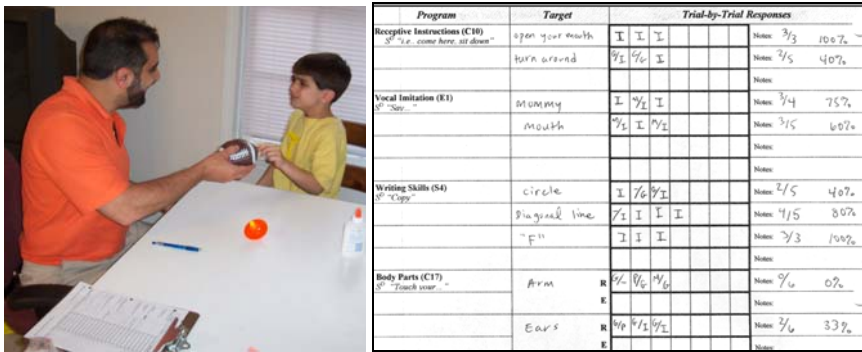 Program Target Trial-by-Trial Responses
Receptive Instructions (C10) open your mouth I I I Notes: 3/3 100%
S^D "i.e. come here, sit down"
turn around G/I G/G I Notes: 2/5 40%
Notes:
Vocal Imitation (E1) Mommy I I Notes: 3/4 75%
S^D "Say..."
mouth I Notes: 3/5 60%
Notes:
Notes:
Writing Skills (S4) circle I Notes: 2/5 40%
S^D "Copy"
Diagonal line I I I Notes: 4/5 80%
"F" I I I Notes: 3/3 100%
Notes:
Body Parts (C17) Arm R Notes: 0/6 0%
S^D "Touch your..."
E Notes:
Ears R G/P G/I G/I Notes: 2/6 33%
E Notes: